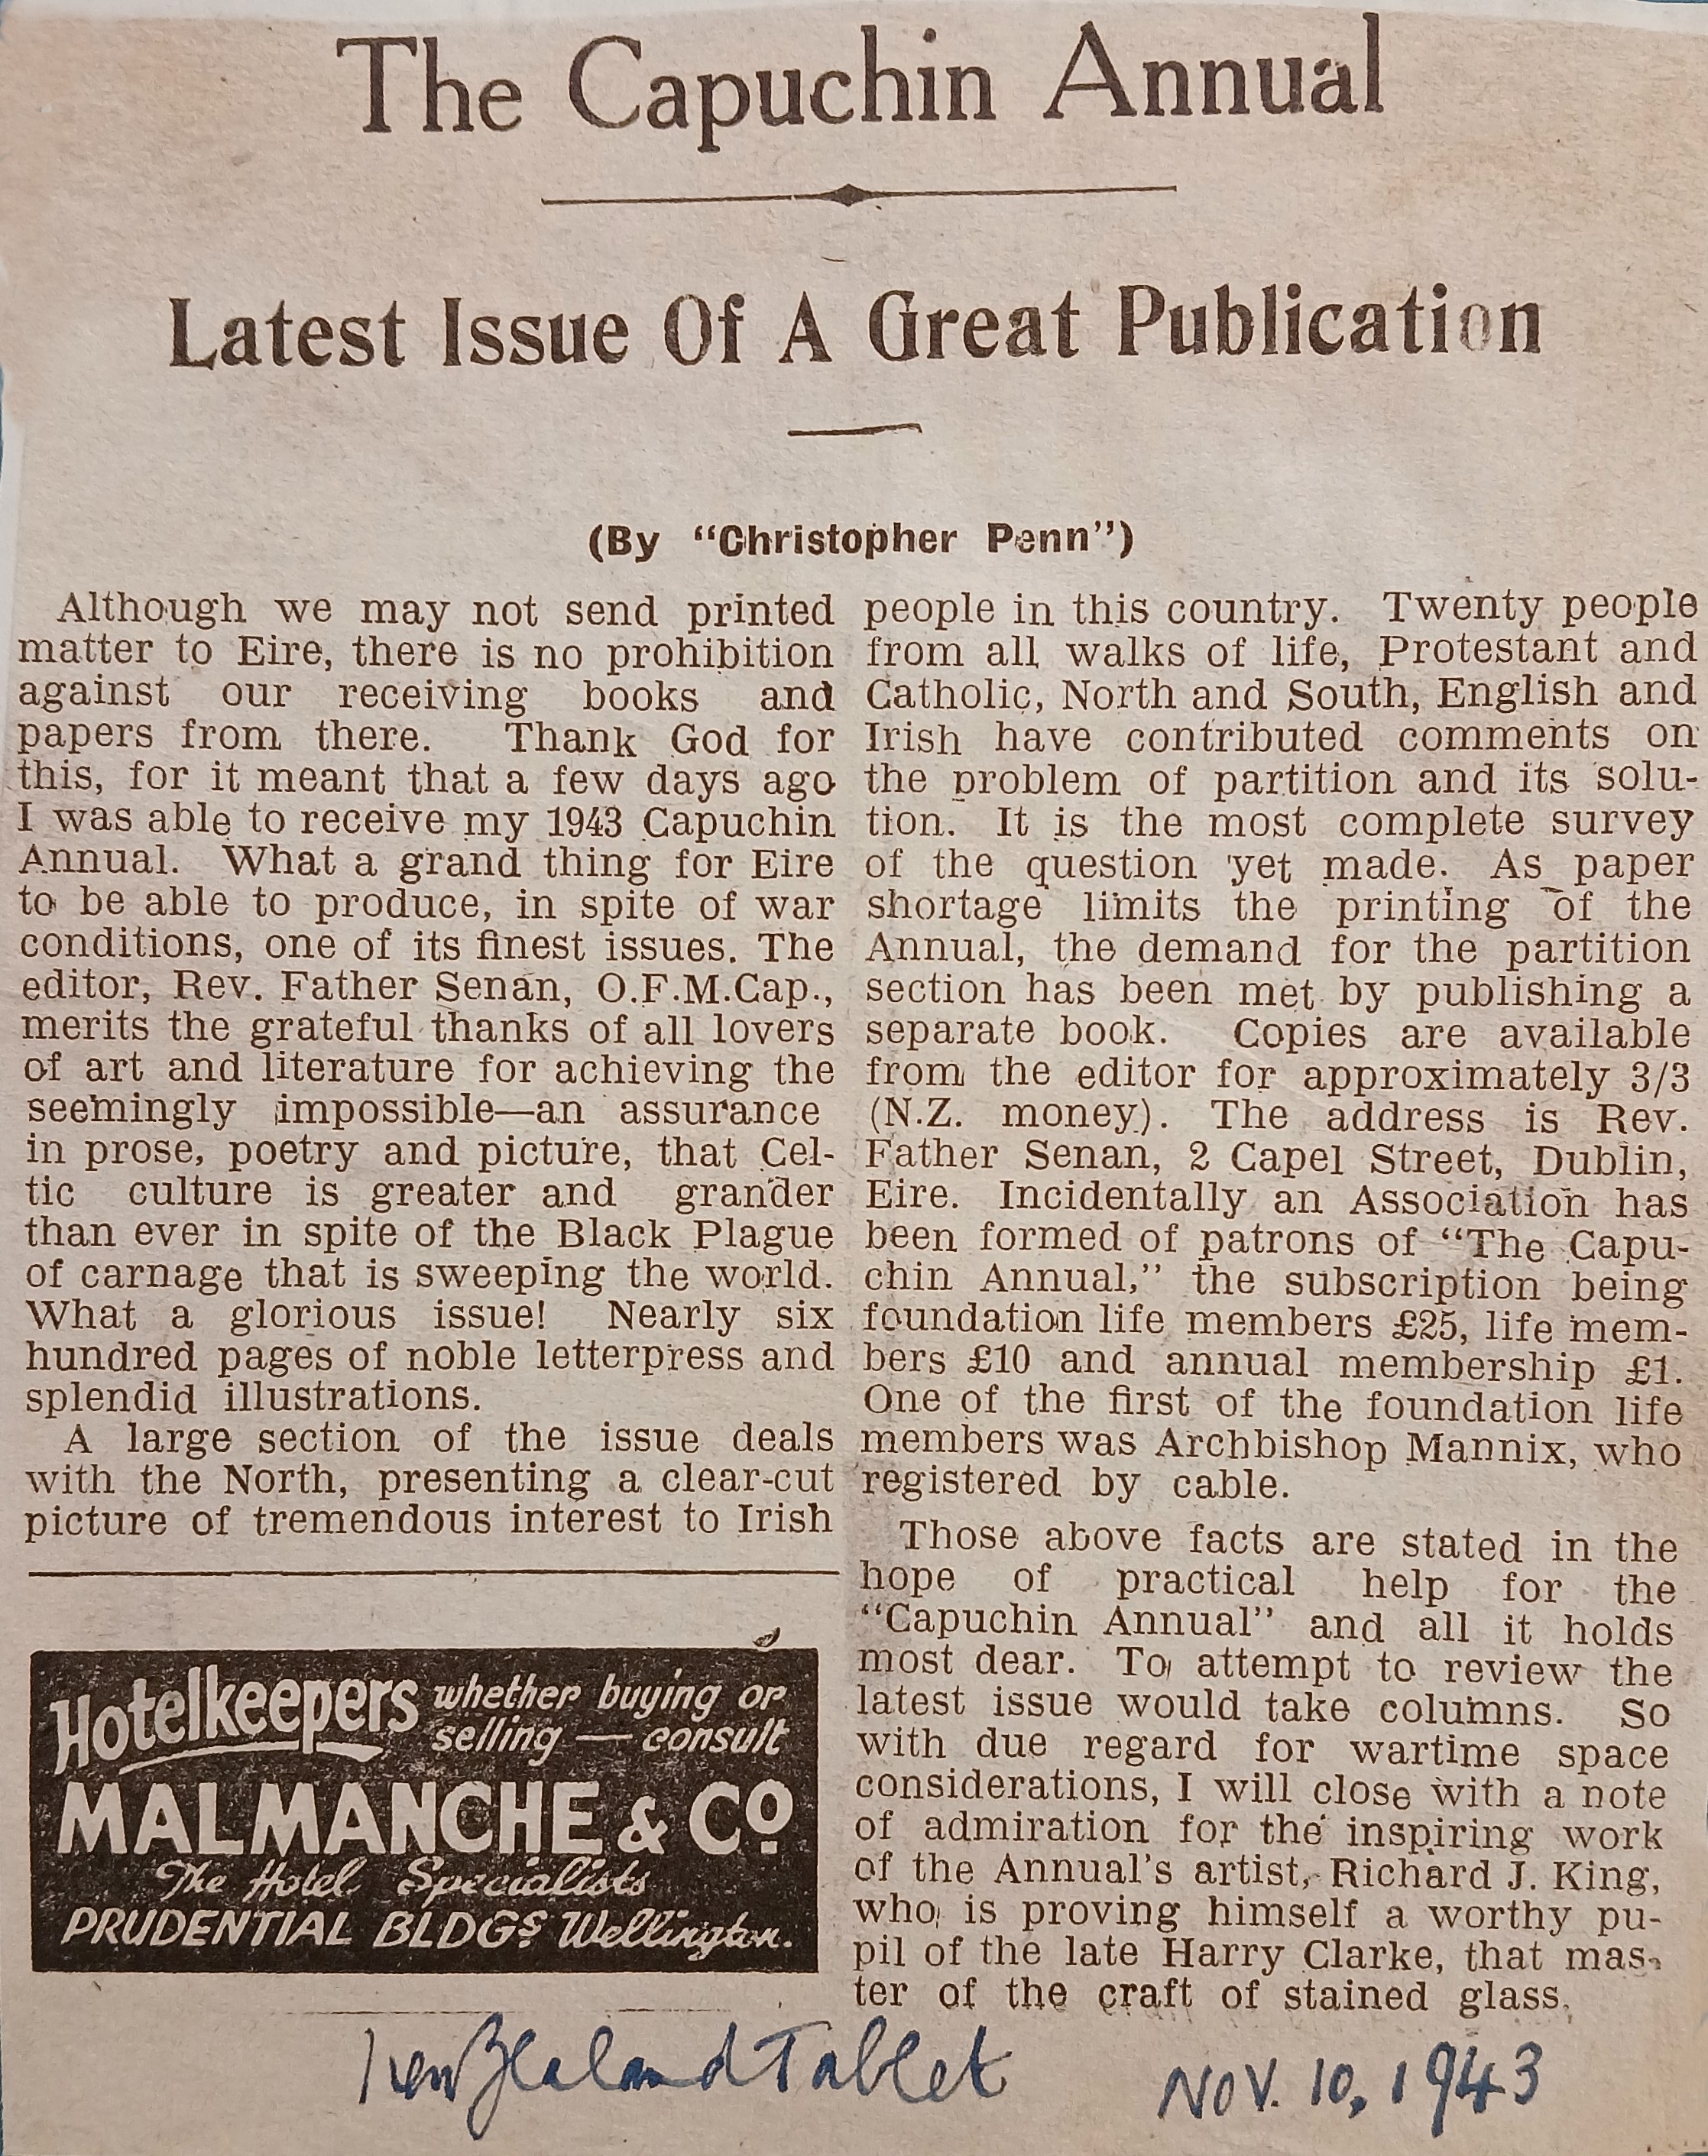 The Capuchin Annual
Latest Issue Of A Great Publication
(By "Christopher Penn")
Although we may not send printed
matter to Eire, there is no prohibition
against our receiving books and
papers from there. Thank God for
this, for it meant that a few days ago
I was able to receive my 1943 Capuchin
Annual. What a grand thing for Eire
to be able to produce, in spite of war
conditions, one of its finest issues. The
editor, Rev. Father Senan, O.F.M.Cap.,
merits the grateful thanks of all lovers
of art and literature for achieving the
seemingly impossible—an assurance
in prose, poetry and picture, that Cel-
tic culture is greater and grander
than ever in spite of the Black Plague
of carnage that is sweeping the world.
What a glorious issue! Nearly six
hundred pages of noble letterpress and
splendid illustrations.
A large section of the issue deals
with the North, presenting a clear-cut
picture of tremendous interest to Irish
people in this country. Twenty people
from all walks of life, Protestant and
Catholic, North and South, English and
Irish have contributed comments on
the problem of partition and its solu-
tion. It is the most complete survey
of the question yet made. As paper
shortage limits the printing of the
Annual, the demand for the partition
section has been met by publishing a
separate book. Copies are available
from the editor for approximately 3/3
(N.Z. money). The address is Rev.
Father Senan, 2 Capel Street, Dublin,
Eire. Incidentally an Association has
been formed of patrons of "The Capu-
chin Annual," the subscription being
foundation life members £25, life mem-
bers £10 and annual membership £1.
One of the first of the foundation life
members was Archbishop Mannix, who
registered by cable.
Those above facts are stated in the
hope of practical help for the
"Capuchin Annual" and all it holds
most dear. To attempt to review the
latest issue would take columns. So
with due regard for wartime space
considerations, I will close with a note
of admiration for the inspiring work
of the Annual's artist, Richard J. King,
who is proving himself a worthy pu-
pil of the late Harry Clarke, that mas-
ter of the craft of stained glass.
Hotelkeepers whether buying or
selling — consult
MALMANCHE & Co
The Hotel Specialists
PRUDENTIAL BLDGS Wellington.
New Zealand Tablet Nov. 10, 1943